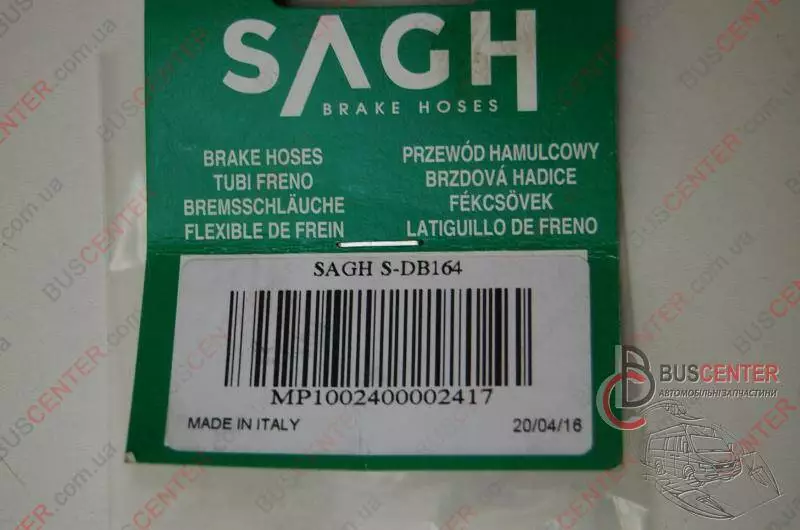 SAGH
BRAKE HOSES
BRAKE HOSES
TUBI FRENO
BREMSSCHLÄUCHE
FLEXIBLE DE FREIN
PRZEWÓD HAMULCOWY
BRZDOVÁ HADICE
FÉKCSÖVEK
LATIGUILLO DE FRENO
SAGH S-DB164
MP1002400002417
MADE IN ITALY
20/04/16
BUSCENTER
АВТОМОБІЛЬНІ ЗАПЧАСТИНИ
BUSCENTER.com.ua